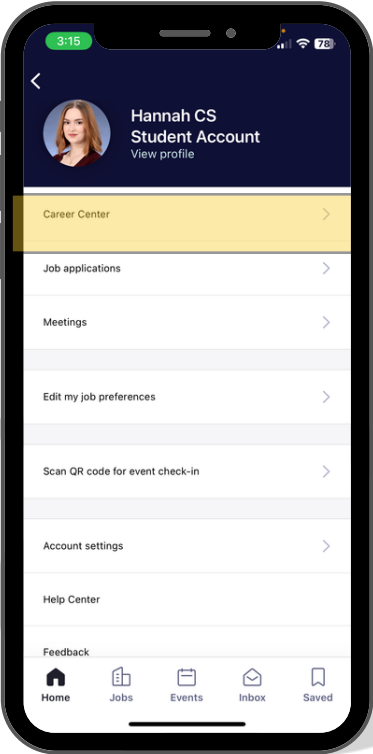 3:15
78
Hannah CS
Student Account
View profile
Career Center
Job applications
Meetings
Edit my job preferences
Scan QR code for event check-in
Account settings
Help Center
Feedback
Home Jobs Events Inbox Saved